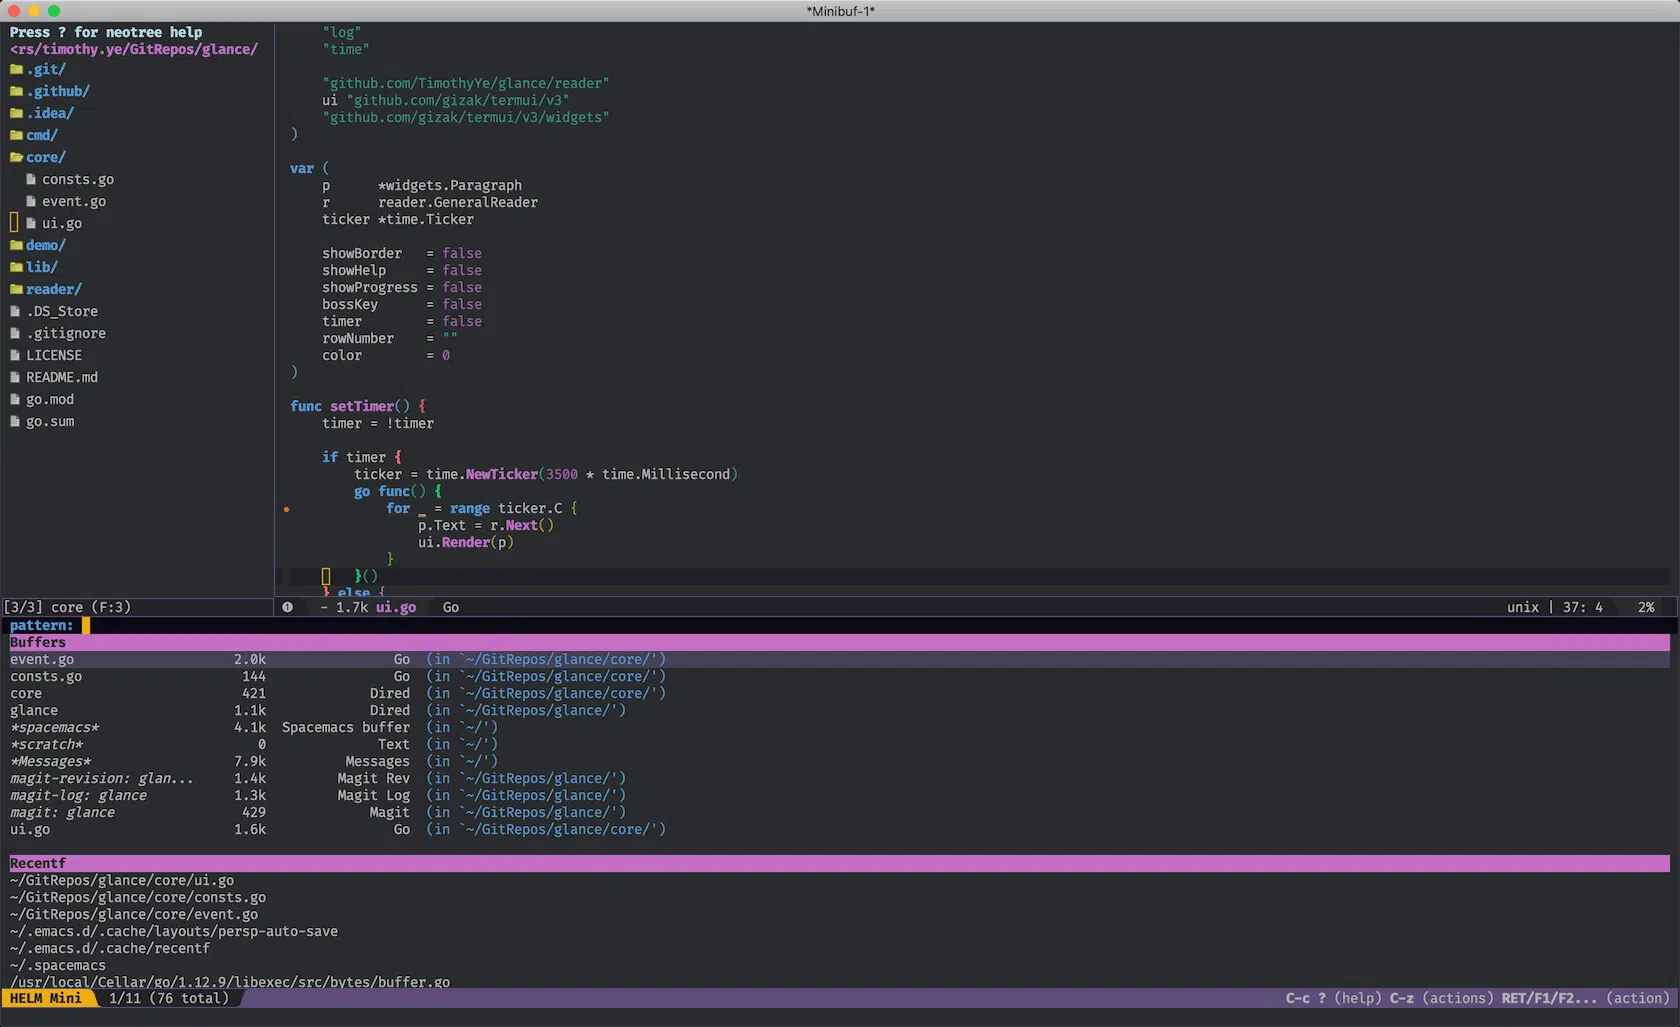 *Minibuf-1*
Press ? for neotree help
<rs/timothy.ye/GitRepos/glance/
.git/
.github/
.idea/
cmd/
core/
consts.go
event.go
ui.go
demo/
lib/
reader/
.DS_Store
.gitignore
LICENSE
README.md
go.mod
go.sum
[3/3] core (F:3)
"log"
"time"
"github.com/TimothyYe/glance/reader"
ui "github.com/gizak/termui/v3"
"github.com/gizak/termui/v3/widgets"
)
var (
p      *widgets.Paragraph
r      reader.GeneralReader
ticker *time.Ticker
showBorder   = false
showHelp     = false
showProgress = false
bossKey      = false
timer        = false
rowNumber    = ""
color        = 0
)
func setTimer() {
timer = !timer
if timer {
ticker = time.NewTicker(3500 * time.Millisecond)
go func() {
for _ = range ticker.C {
p.Text = r.Next()
ui.Render(p)
}
}()
} else {
- 1.7k ui.go   Go   unix | 37: 4   2%
pattern:
Buffers
event.go 2.0k Go (in `~/GitRepos/glance/core/')
consts.go 144 Go (in `~/GitRepos/glance/core/')
core 421 Dired (in `~/GitRepos/glance/core/')
glance 1.1k Dired (in `~/GitRepos/glance/')
*spacemacs* 4.1k Spacemacs buffer (in `~/')
*scratch* 0 Text (in `~/')
*Messages* 7.9k Messages (in `~/')
magit-revision: glan... 1.4k Magit Rev (in `~/GitRepos/glance/')
magit-log: glance 1.3k Magit Log (in `~/GitRepos/glance/')
magit: glance 429 Magit (in `~/GitRepos/glance/')
ui.go 1.6k Go (in `~/GitRepos/glance/core/')
Recentf
~/GitRepos/glance/core/ui.go
~/GitRepos/glance/core/consts.go
~/GitRepos/glance/core/event.go
~/.emacs.d/.cache/layouts/persp-auto-save
~/.emacs.d/.cache/recentf
~/.spacemacs
/usr/local/Cellar/go/1.12.9/libexec/src/bytes/buffer.go
HELM Mini 1/11 (76 total) C-c ? (help) C-z (actions) RET/F1/F2... (action)